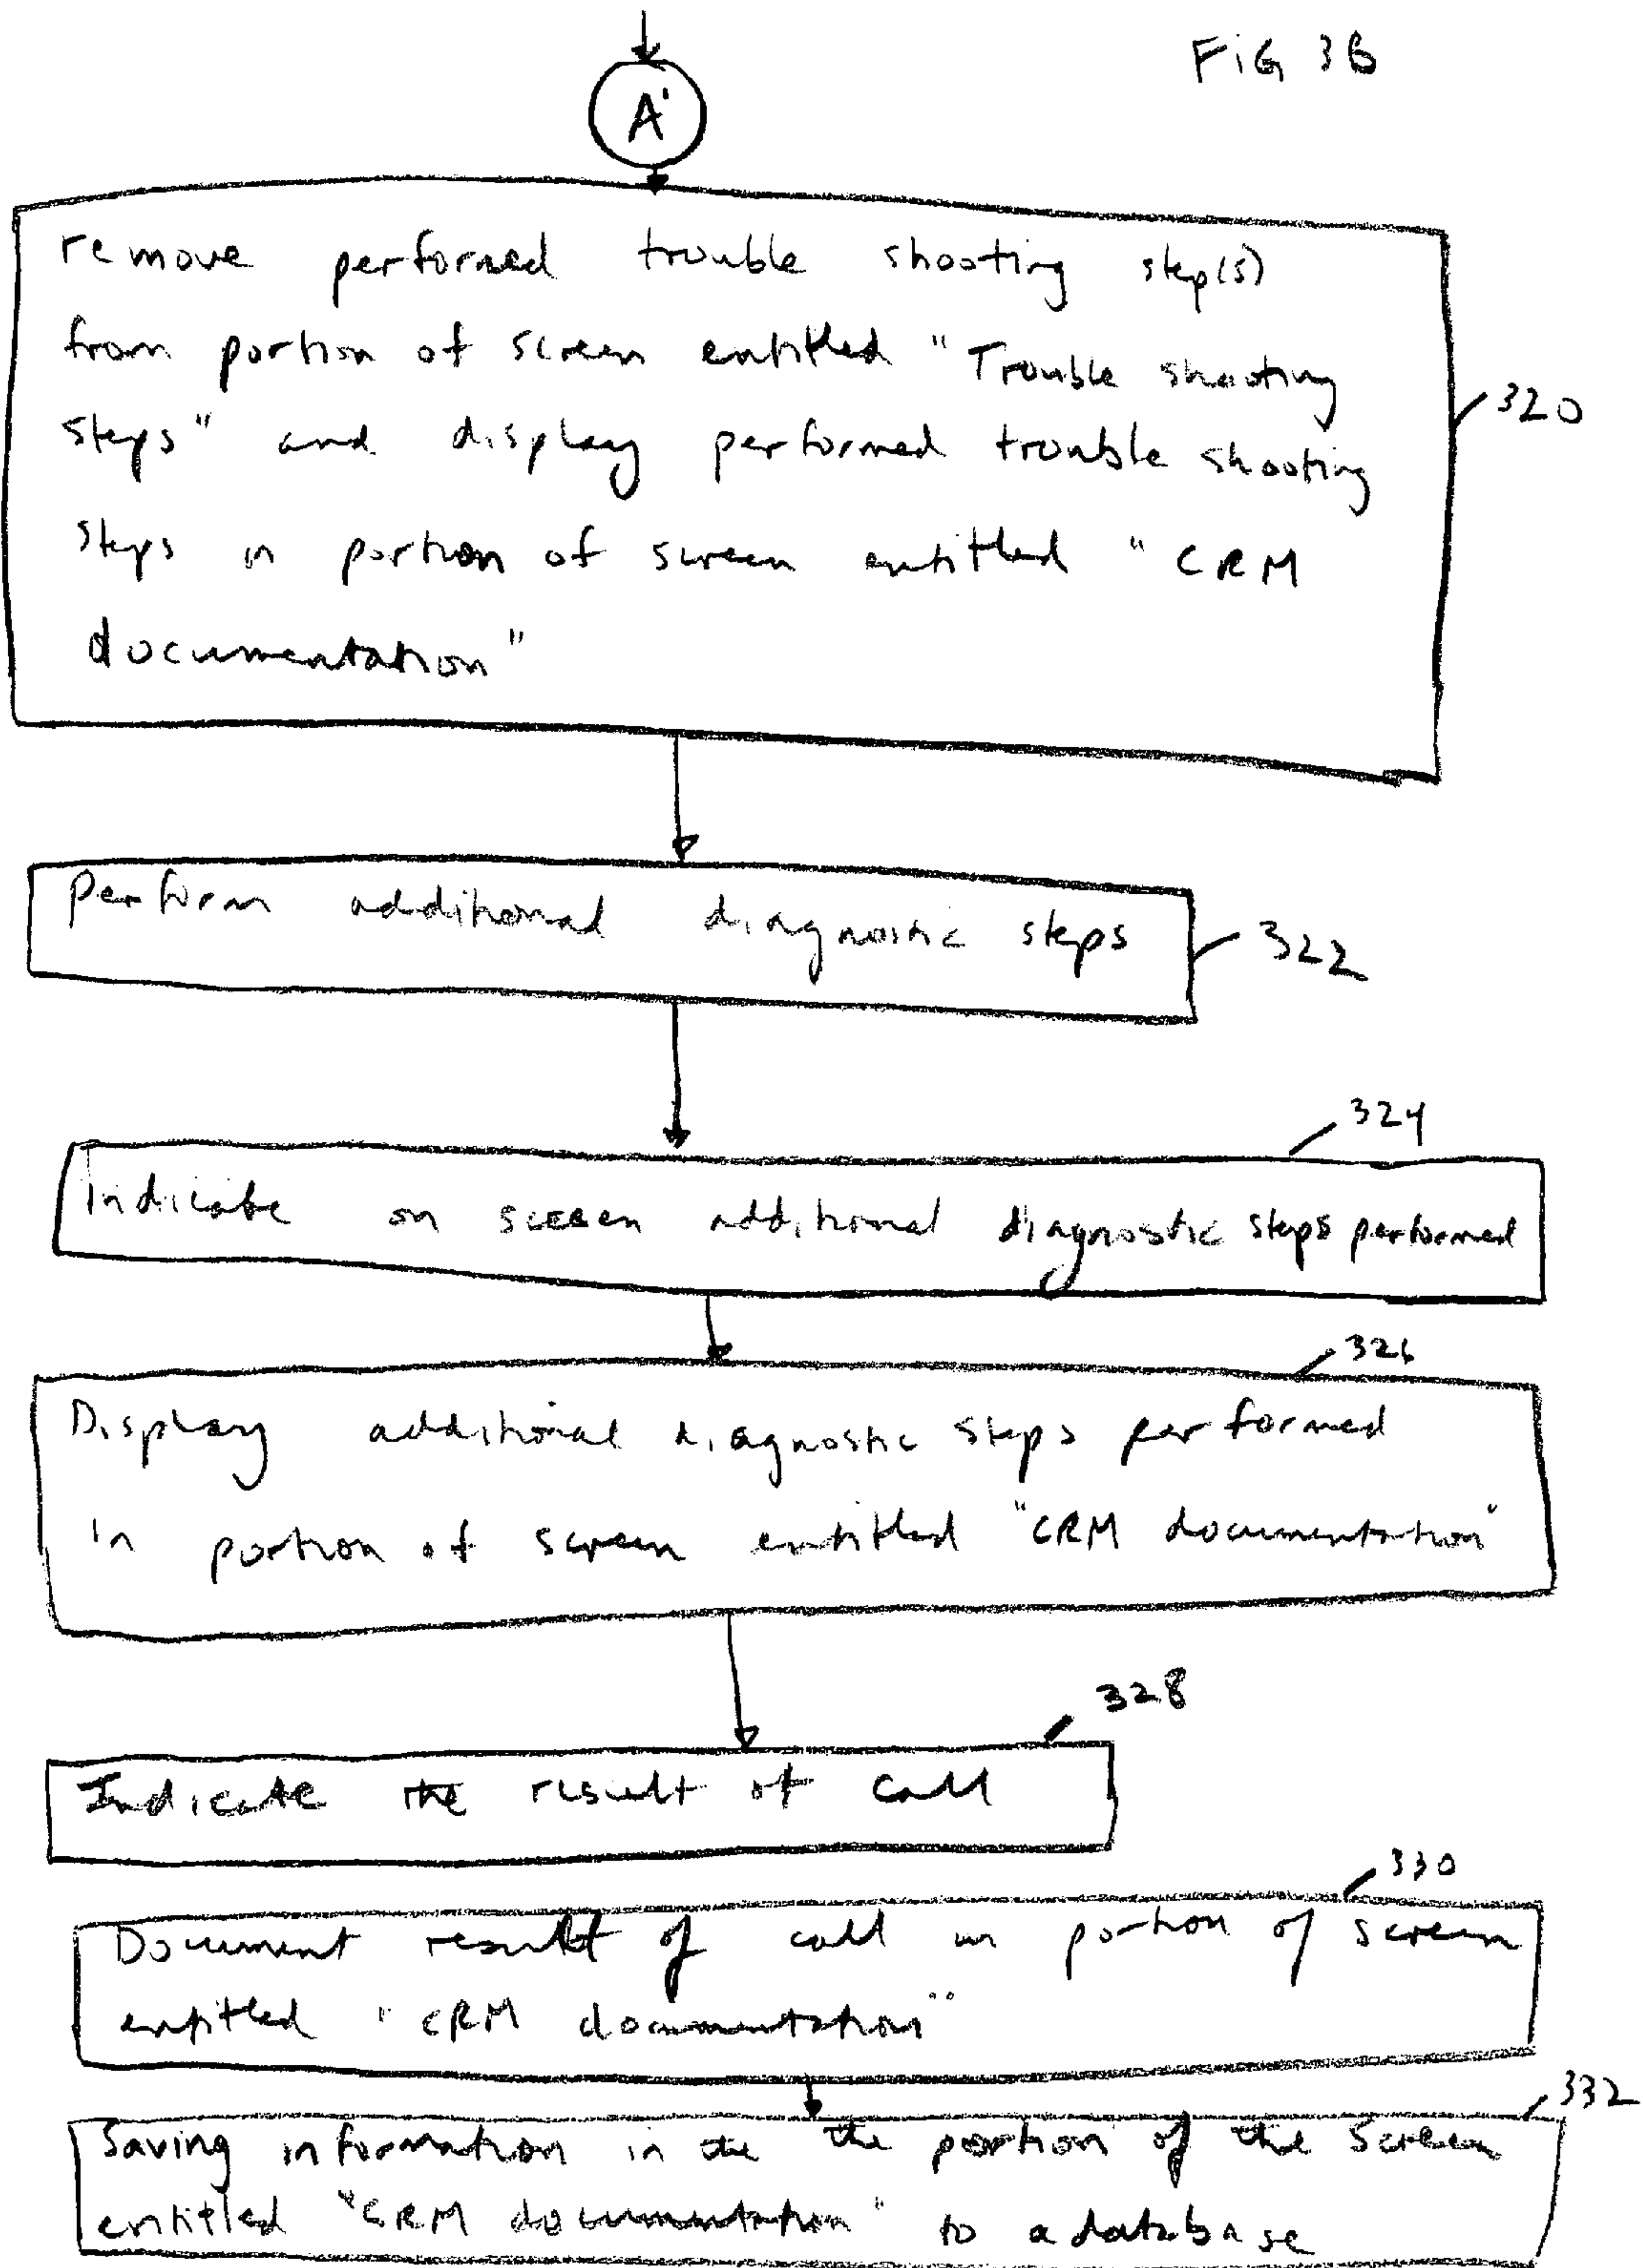 FIG 3B
A'
remove performed trouble shooting step(s)
from portion of screen entitled "Trouble shooting
steps" and display performed trouble shooting
steps in portion of screen entitled "CRM
documentation"
320
Perform additional diagnostic steps
322
324
Indicate on screen additional diagnostic steps performed
326
Display additional diagnostic steps performed
in portion of screen entitled "CRM documentation"
328
Indicate the result of call
330
Document result of call in portion of screen
entitled "CRM documentation"
332
Saving information in the the portion of the screen
entitled "CRM documentation" to a database